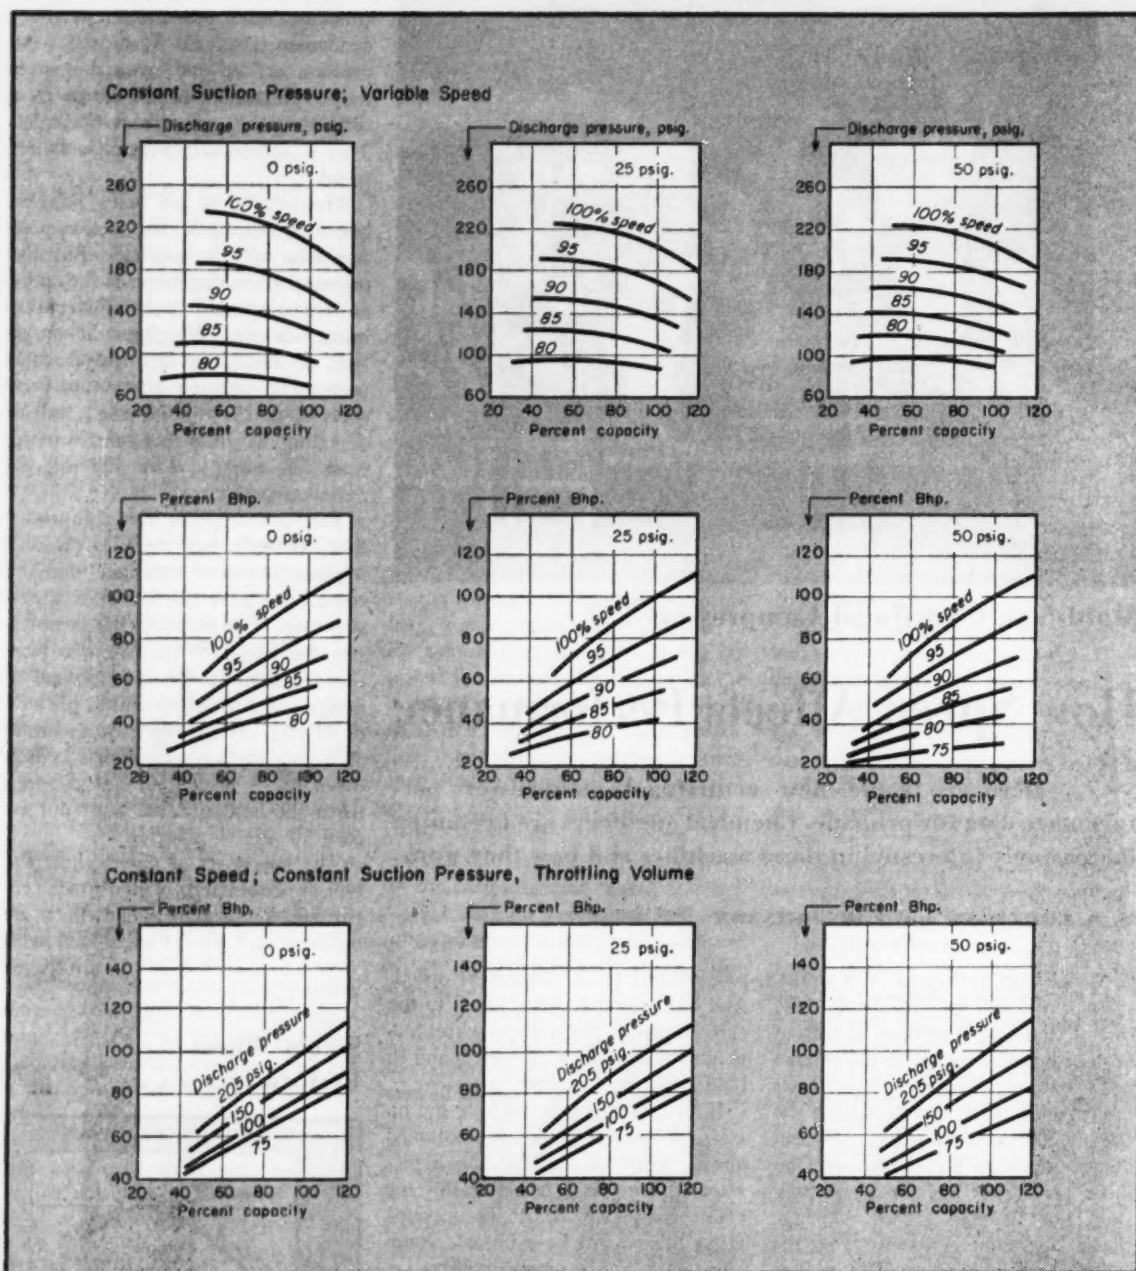 Constant Suction Pressure; Variable Speed
Discharge pressure, psig.
0 psig.
260
220
180
140
100
60
100% speed
95
90
85
80
20 40 60 80 100 120
Percent capacity
Discharge pressure, psig.
25 psig.
260
220
180
140
100
60
100% speed
95
90
85
80
20 40 60 80 100 120
Percent capacity
Discharge pressure, psig.
50 psig.
260
220
180
140
100
60
100% speed
95
90
85
80
20 40 60 80 100 120
Percent capacity
Percent Bhp.
0 psig.
120
100
80
60
40
20
100% speed
95
90
85
80
20 40 60 80 100 120
Percent capacity
Percent Bhp.
25 psig.
120
100
80
60
40
20
100% speed
95
90
85
80
20 40 60 80 100 120
Percent capacity
Percent Bhp.
50 psig.
120
100
80
60
40
20
100% speed
95
90
85
80
75
20 40 60 80 100 120
Percent capacity
Constant Speed; Constant Suction Pressure, Throttling Volume
Percent Bhp.
0 psig.
140
120
100
80
60
40
Discharge pressure
205 psig.
150
100
75
20 40 60 80 100 120
Percent capacity
Percent Bhp.
25 psig.
140
120
100
80
60
40
Discharge pressure
205 psig.
150
100
75
20 40 60 80 100 120
Percent capacity
Percent Bhp.
50 psig.
140
120
100
80
60
40
Discharge pressure
205 psig.
150
100
75
20 40 60 80 100 120
Percent capacity